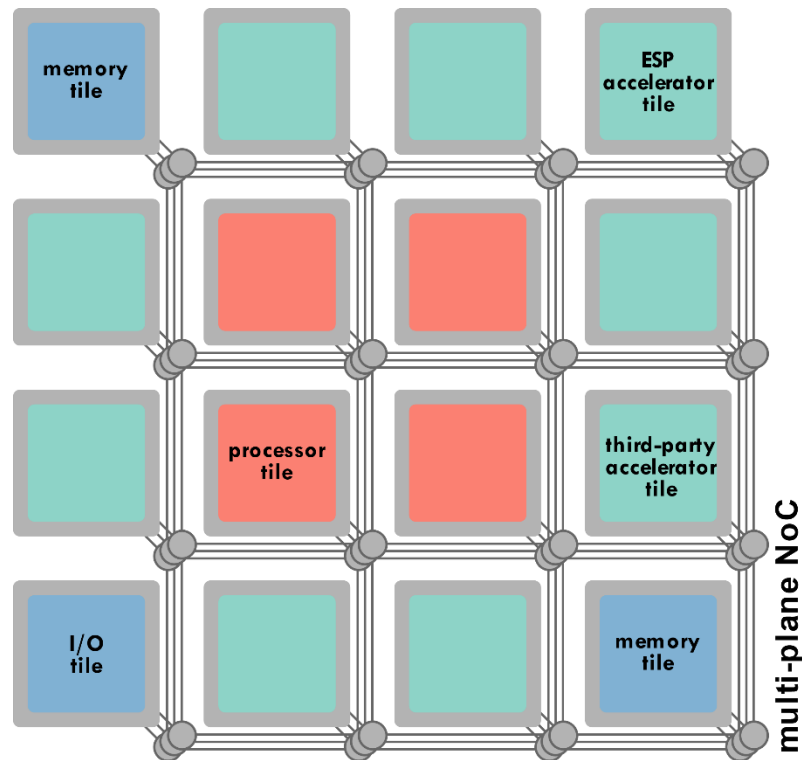 memory
tile
ESP
accelerator
tile
processor
tile
third-party
accelerator
tile
I/O
tile
memory
tile
multi-plane NoC